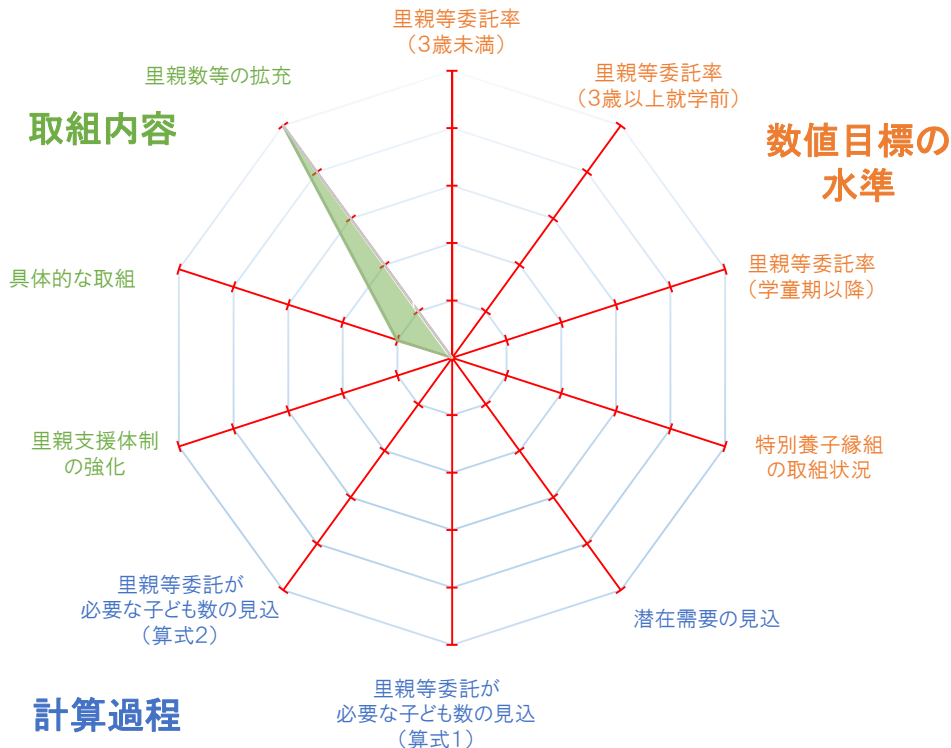 里親等委託率
（3歳未満）
里親等委託率
（3歳以上就学前）
数値目標の
水準
里親等委託率
（学童期以降）
特別養子縁組
の取組状況
潜在需要の見込
里親等委託が
必要な子ども数の見込
（算式1）
計算過程
里親等委託が
必要な子ども数の見込
（算式2）
里親支援体制
の強化
具体的な取組
取組内容
里親数等の拡充